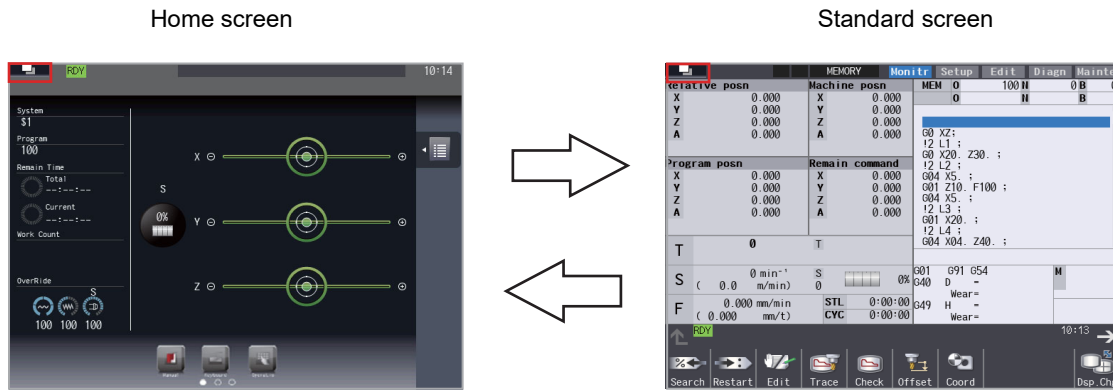 Home screen
Standard screen
RDY
10:14
System
$1
Program
100
Remain Time
Total
--:--:--
Current
--:--:--
Work Count
OverRide
S
100 100 100
S
0%
X
Y
Z
Manual
MEMORY Monitr Setup Edit Diagn Mainte
Relative posn
X 0.000
Y 0.000
Z 0.000
A 0.000
Machine posn
X 0.000
Y 0.000
Z 0.000
A 0.000
Program posn
X 0.000
Y 0.000
Z 0.000
A 0.000
Remain command
X 0.000
Y 0.000
Z 0.000
A 0.000
T 0 T
S 0 min⁻¹ S
( 0.0 m/min) 0 0%
F 0.000 mm/min STL 0:00:00
( 0.000 mm/t) CYC 0:00:00
MEM O 100 N 0 B
O N B
G0 XZ;
!2 L1 ;
G0 X20. Z30. ;
!2 L2 ;
G04 X5. ;
G01 Z10. F100 ;
G04 X5. ;
!2 L3 ;
G01 X20. ;
!2 L4 ;
G04 X04. Z40. ;
G01 G91 G54 M
G40 D -
Wear=
G49 H -
Wear=
RDY
10:13
Search Restart Edit Trace Check Offset Coord Dsp.Ch